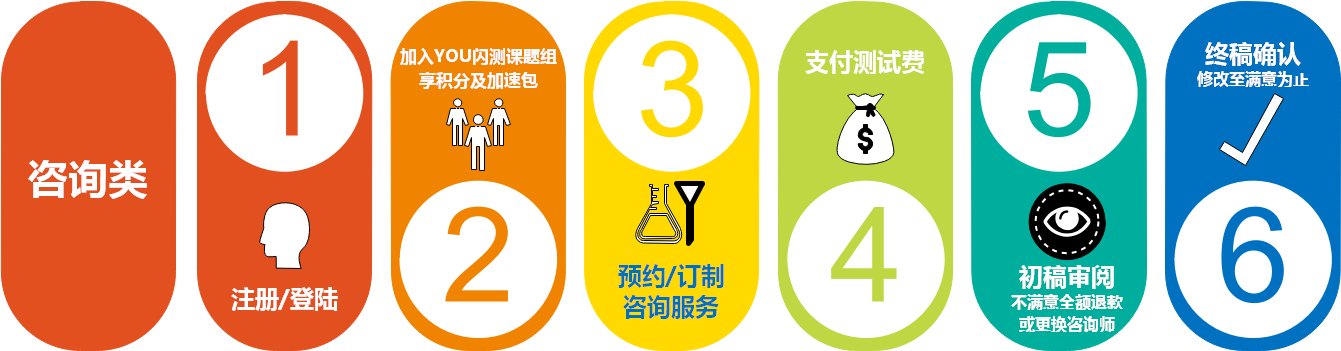 咨询类
1
注册/登陆
加入YOU闪测课题组
享积分及加速包
2
3
预约/订制
咨询服务
支付测试费
$
4
5
初稿审阅
不满意全额退款
或更换咨询师
终稿确认
修改至满意为止
6